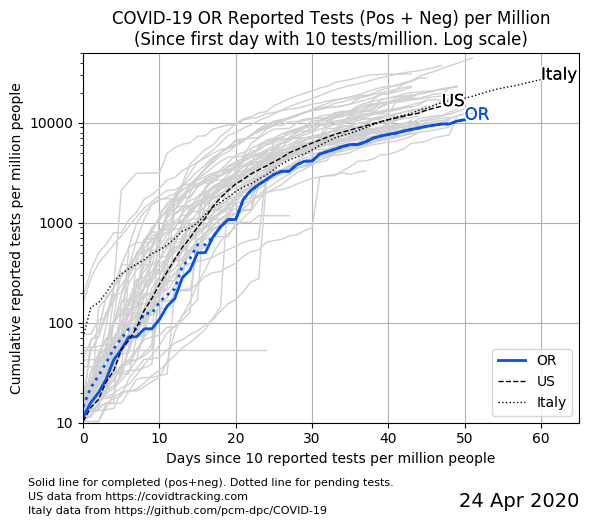 COVID-19 OR Reported Tests (Pos + Neg) per Million
(Since first day with 10 tests/million. Log scale)
Cumulative reported tests per million people
10000
1000
100
10
Italy
US
OR
OR
US
Italy
0
10
20
30
40
50
60
Days since 10 reported tests per million people
Solid line for completed (pos+neg). Dotted line for pending tests.
US data from https://covidtracking.com
Italy data from https://github.com/pcm-dpc/COVID-19
24 Apr 2020